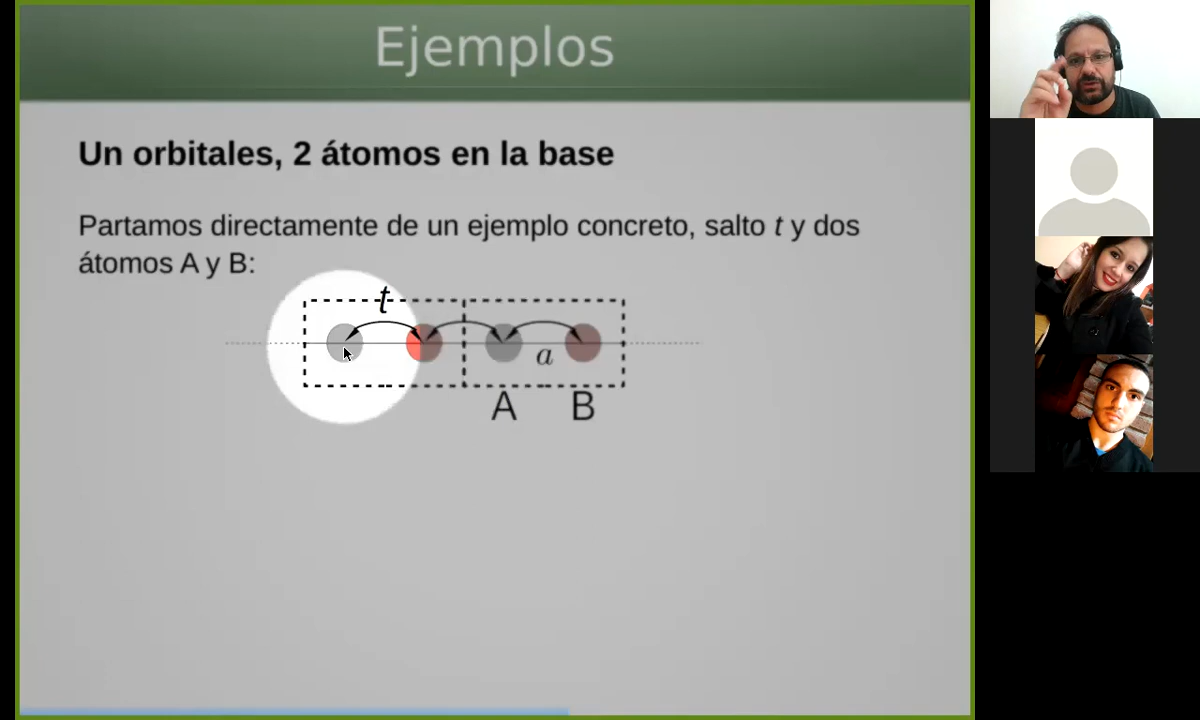 Ejemplos
Un orbitales, 2 átomos en la base
Partamos directamente de un ejemplo concreto, salto t y dos
átomos A y B:
t
a
A B